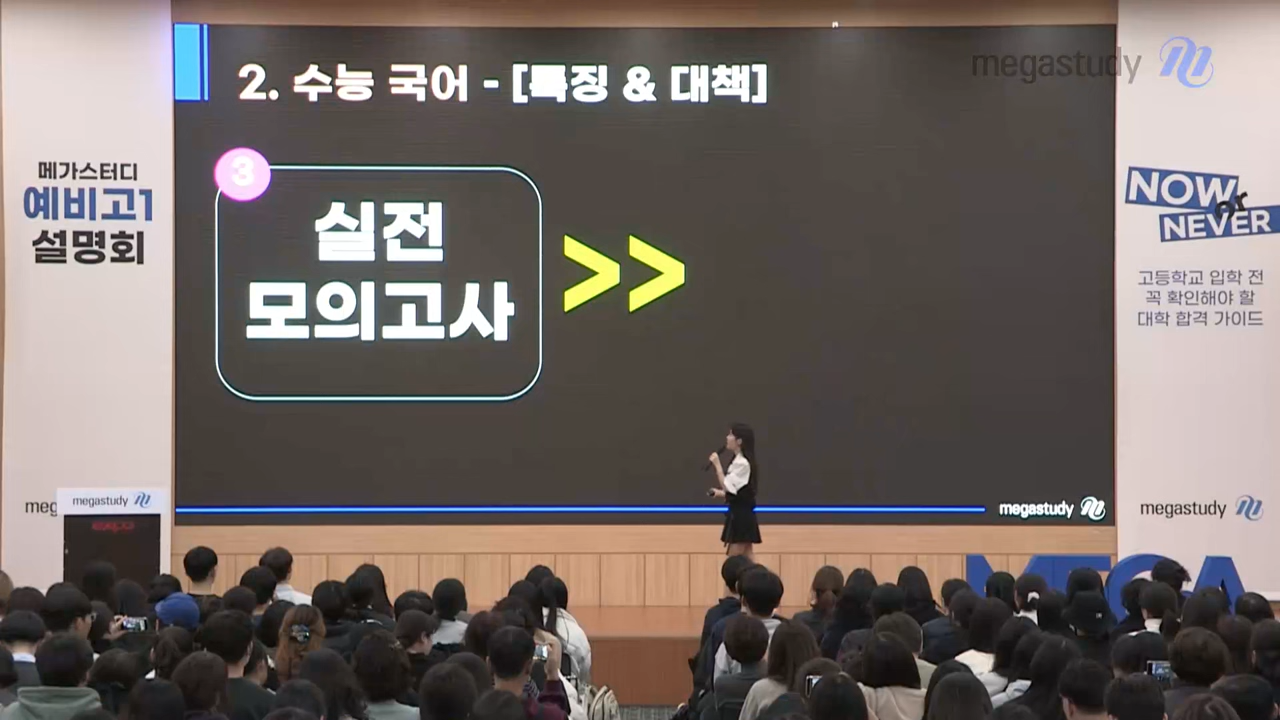 2. 수능 국어 - [특징 & 대책]
megastudy
3
실전
모의고사
>>
megastudy
메가스터디
예비고1
설명회
meg
megastudy
NOW
or
NEVER
고등학교 입학 전
꼭 확인해야 할
대학 합격 가이드
megastudy
MEGA